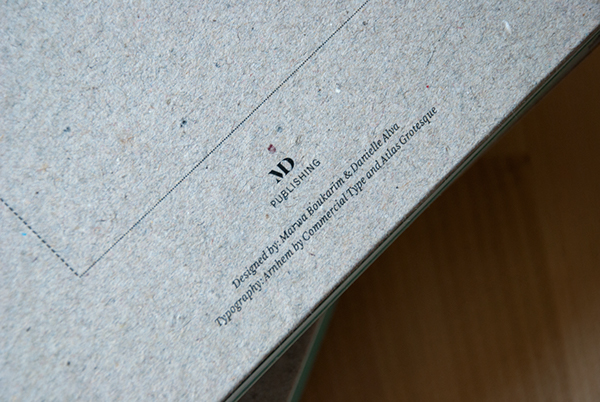 MD
PUBLISHING
Designed by: Marwa Boukarim & Danielle Alva
Typography: Arnhem by Commercial Type and Atlas Grotesque